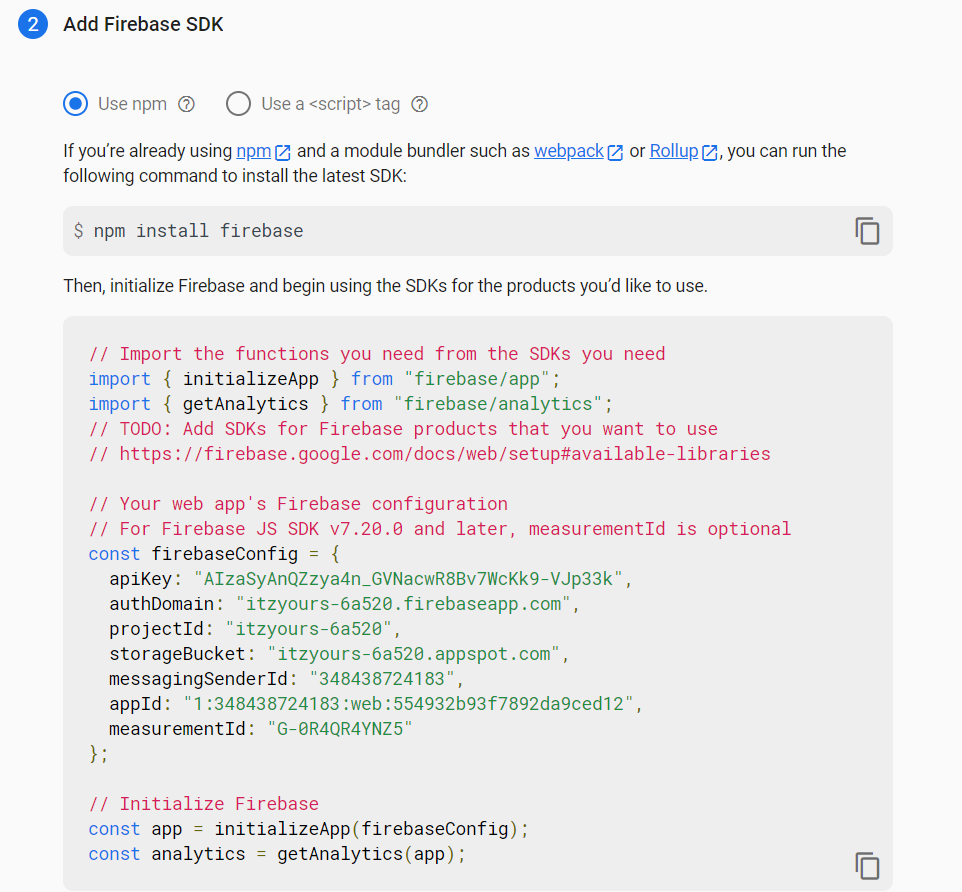 2 Add Firebase SDK
Use npm ? Use a <script> tag ?
If you’re already using npm and a module bundler such as webpack or Rollup, you can run the
following command to install the latest SDK:
$ npm install firebase
Then, initialize Firebase and begin using the SDKs for the products you’d like to use.
// Import the functions you need from the SDKs you need
import { initializeApp } from "firebase/app";
import { getAnalytics } from "firebase/analytics";
// TODO: Add SDKs for Firebase products that you want to use
// https://firebase.google.com/docs/web/setup#available-libraries
// Your web app's Firebase configuration
// For Firebase JS SDK v7.20.0 and later, measurementId is optional
const firebaseConfig = {
  apiKey: "AIzaSyAnQZzya4n_GVNacwR8Bv7WcKk9-VJp33k",
  authDomain: "itzyours-6a520.firebaseapp.com",
  projectId: "itzyours-6a520",
  storageBucket: "itzyours-6a520.appspot.com",
  messagingSenderId: "348438724183",
  appId: "1:348438724183:web:554932b93f7892da9ced12",
  measurementId: "G-0R4QR4YNZ5"
};
// Initialize Firebase
const app = initializeApp(firebaseConfig);
const analytics = getAnalytics(app);